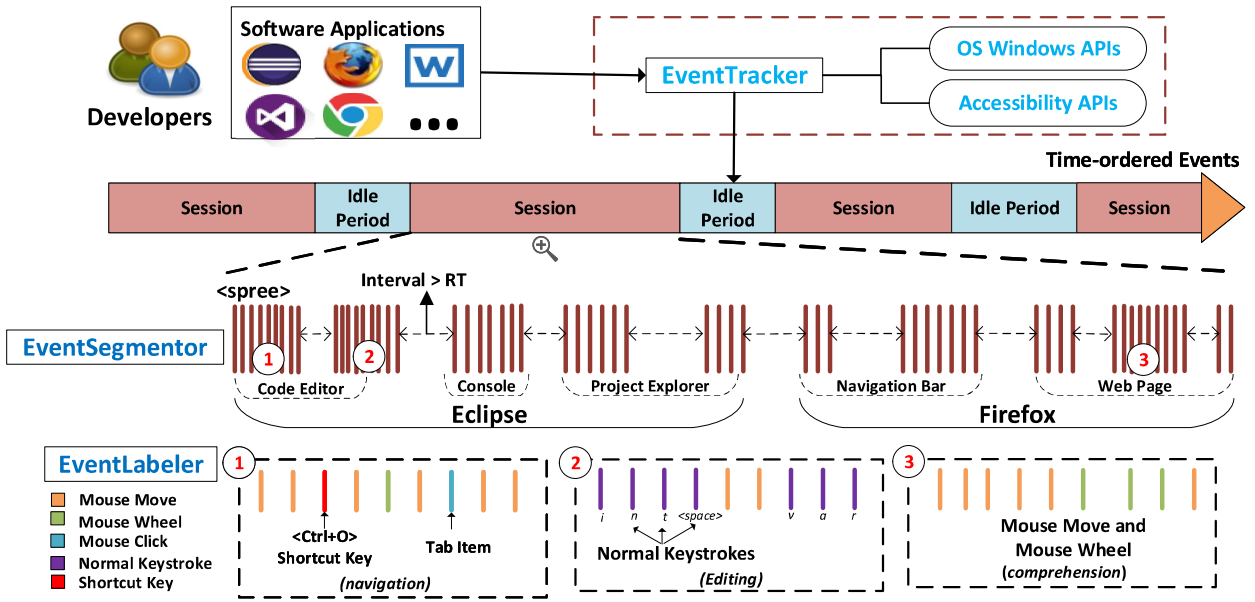 Developers
Software Applications
W
EventTracker
OS Windows APIs
Accessibility APIs
Time-ordered Events
Session
Idle
Period
Session
Idle
Period
Session
Idle Period
Session
<spree>
Interval > RT
EventSegmentor
1
2
3
Code Editor
Console
Project Explorer
Navigation Bar
Web Page
Eclipse
Firefox
EventLabeler
Mouse Move
Mouse Wheel
Mouse Click
Normal Keystroke
Shortcut Key
1
<Ctrl+O>
Shortcut Key
Tab Item
(navigation)
2
i n t <space> v a r
Normal Keystrokes
(Editing)
3
Mouse Move and
Mouse Wheel
(comprehension)